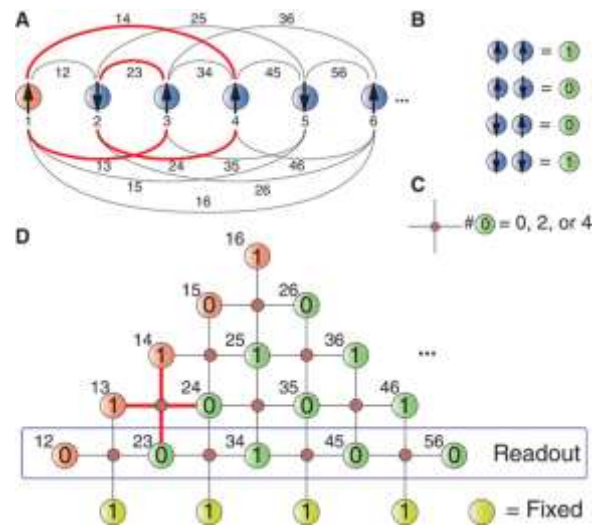 A
14 25 36
12 23 34 45 56
...
1 2 3 4 5 6
13 24 35 46
15 26
16
B
= 1
= 0
= 0
= 1
C
#0 = 0, 2, or 4
D
16 1
15 0 26 0
14 1 25 1 36 1 ...
13 1 24 0 35 0 46 1
12 0 23 0 34 1 45 0 56 0 Readout
1 1 1 1 = Fixed